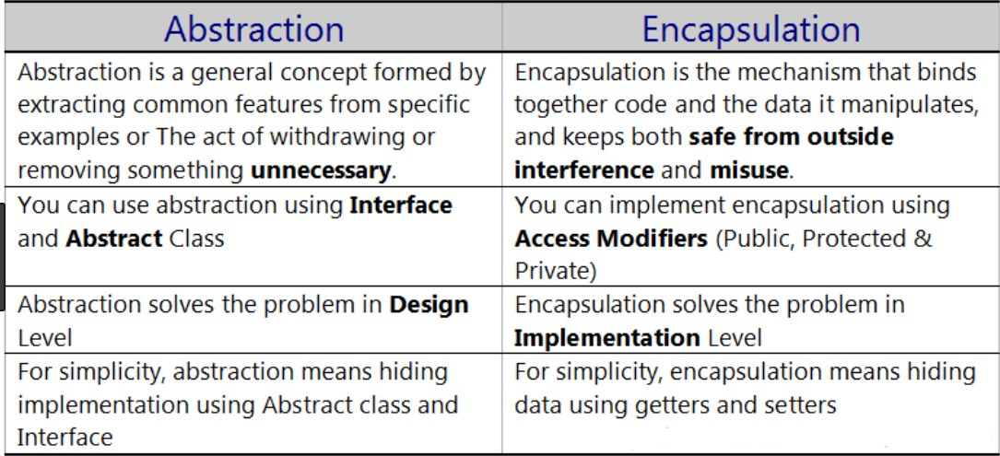 Abstraction
Encapsulation
Abstraction is a general concept formed by
extracting common features from specific
examples or The act of withdrawing or
removing something unnecessary.
Encapsulation is the mechanism that binds
together code and the data it manipulates,
and keeps both safe from outside
interference and misuse.
You can use abstraction using Interface
and Abstract Class
You can implement encapsulation using
Access Modifiers (Public, Protected &
Private)
Abstraction solves the problem in Design
Level
Encapsulation solves the problem in
Implementation Level
For simplicity, abstraction means hiding
implementation using Abstract class and
Interface
For simplicity, encapsulation means hiding
data using getters and setters